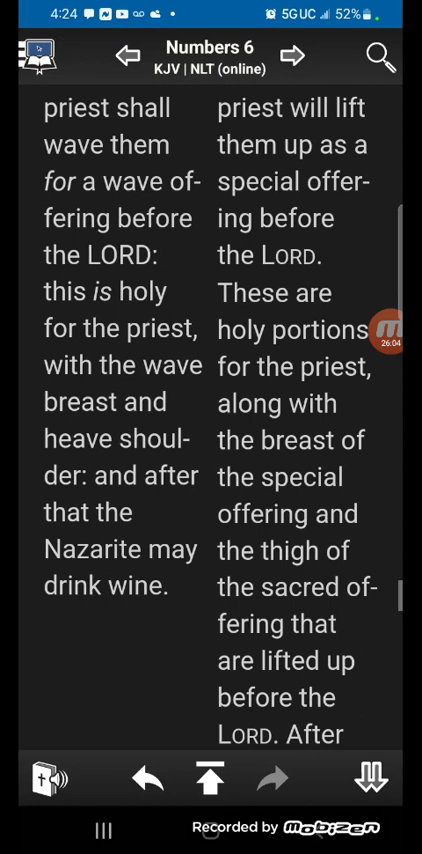 4:24
5G UC
52%
Numbers 6
KJV | NLT (online)
priest shall
wave them
for a wave of-
fering before
the LORD:
this is holy
for the priest,
with the wave
breast and
heave shoul-
der: and after
that the
Nazarite may
drink wine.
priest will lift
them up as a
special offer-
ing before
the LORD.
These are
holy portions
for the priest,
along with
the breast of
the special
offering and
the thigh of
the sacred of-
fering that
are lifted up
before the
LORD. After
26:04
Recorded by mobizen